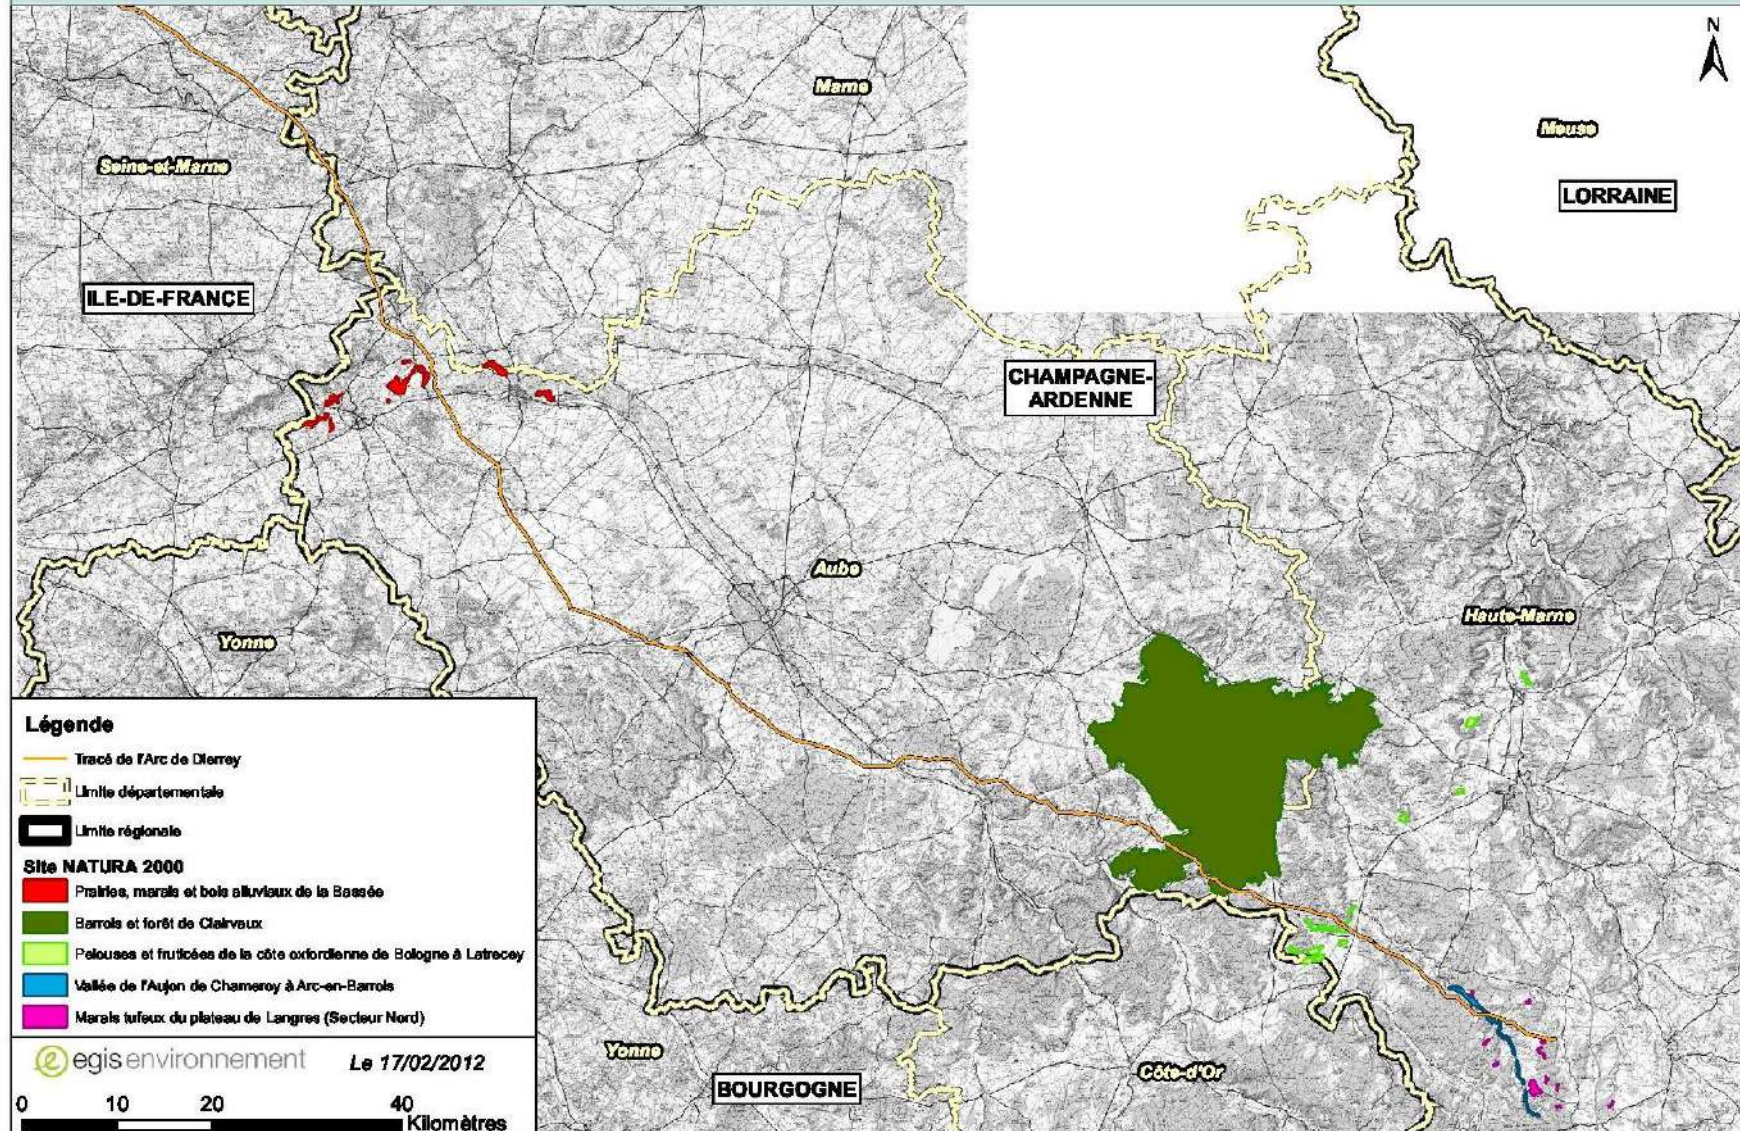 N
Marne
Meuse
Seine-et-Marne
LORRAINE
ILE-DE-FRANCE
CHAMPAGNE-
ARDENNE
Aube
Haute-Marne
Yonne
Légende
Tracé de l'Arc de Dierrey
Limite départementale
Limite régionale
Site NATURA 2000
Prairies, marais et bois alluviaux de la Bassée
Barrois et forêt de Clairvaux
Pelouses et fruticées de la côte oxfordienne de Bologne à Latrecey
Vallée de l'Aujon de Chameroy à Arc-en-Barrois
Marais tufeux du plateau de Langres (Secteur Nord)
egis environnement
Le 17/02/2012
0 10 20 40
Kilomètres
Yonne
BOURGOGNE
Côte-d'Or